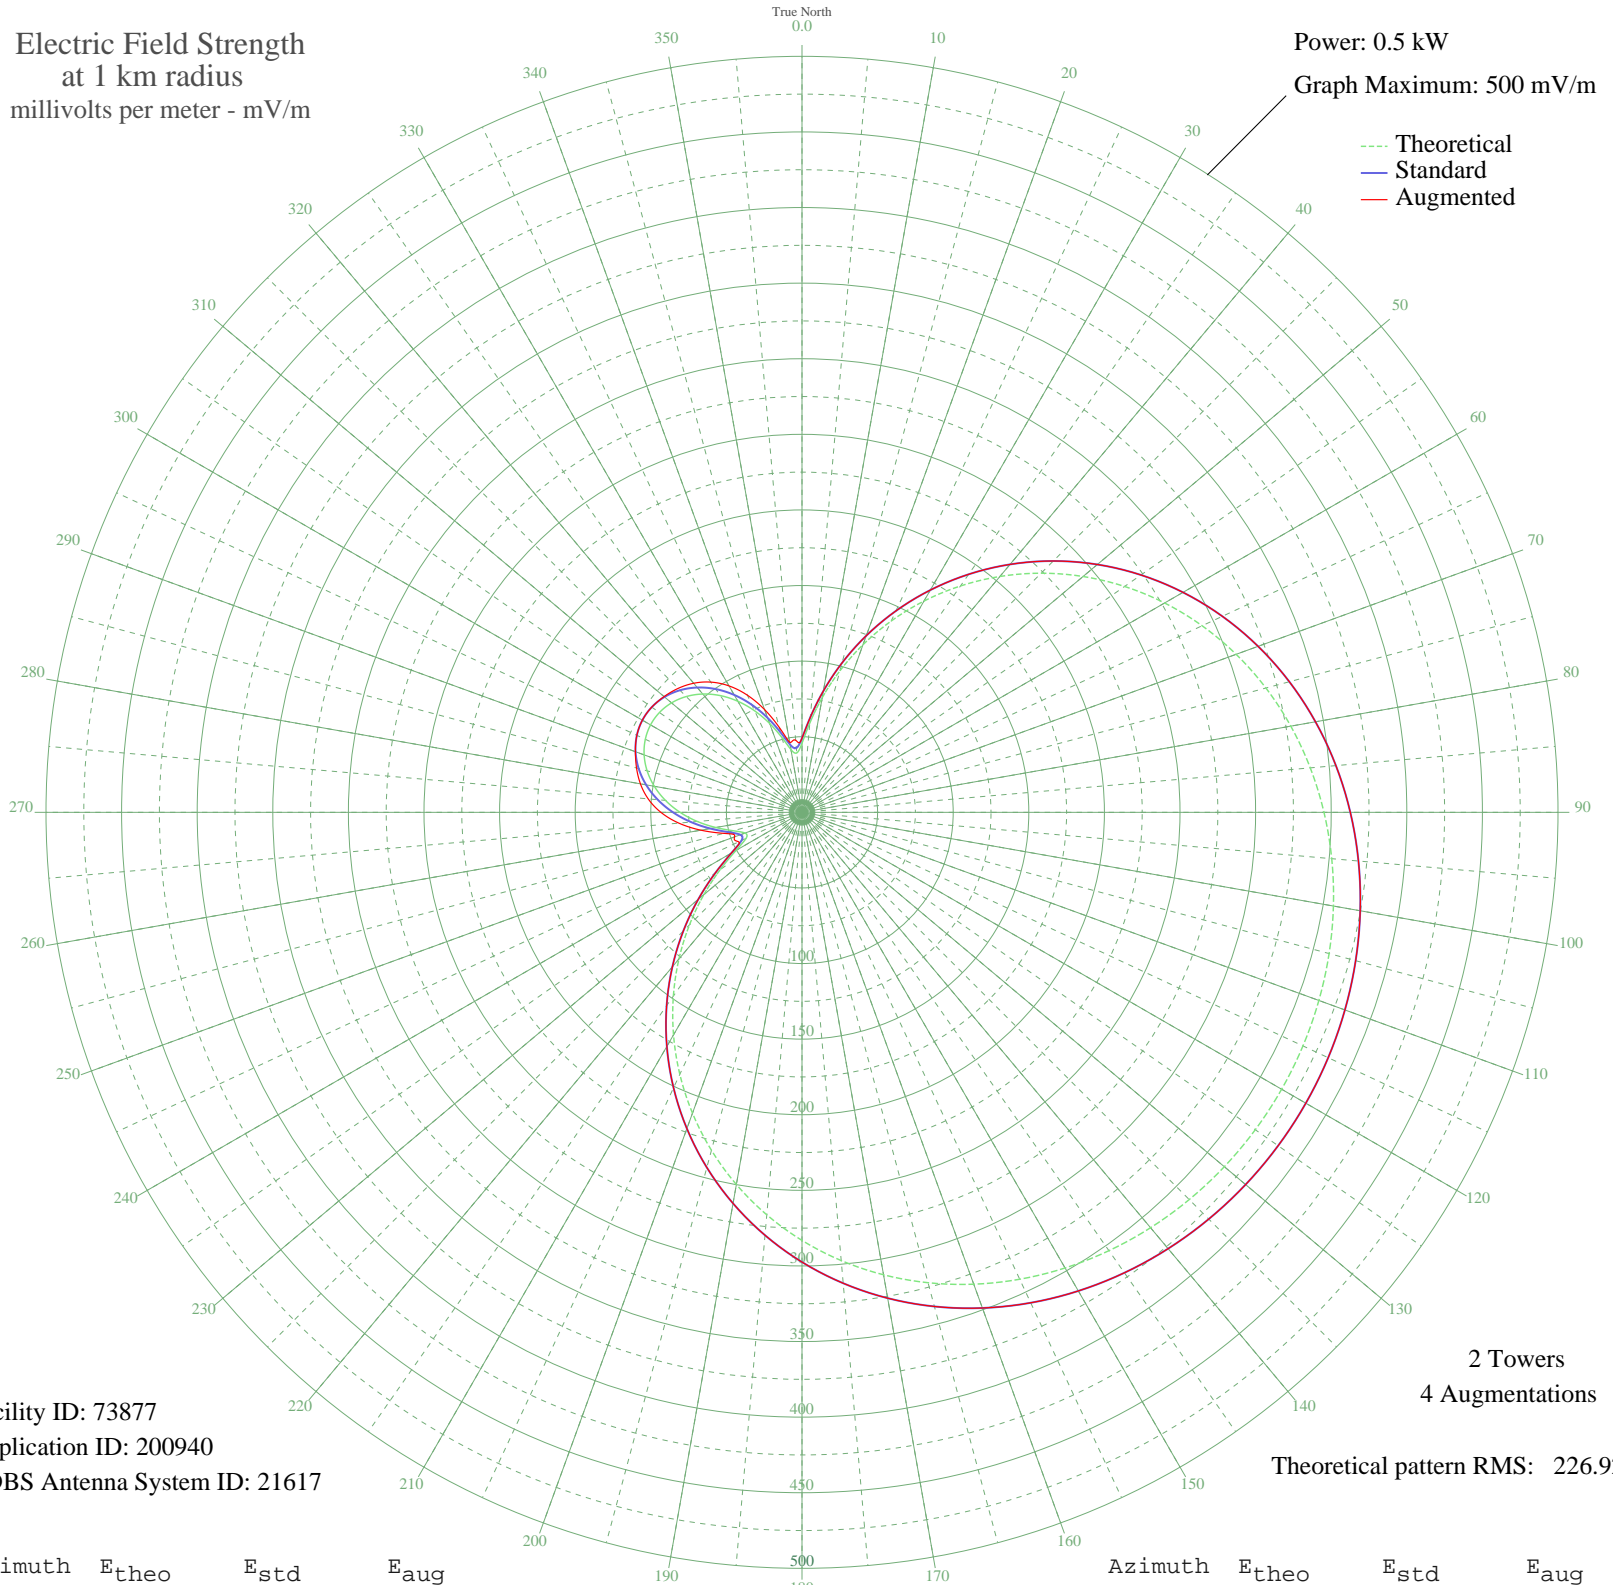 True North
0.0
Electric Field Strength
at 1 km radius
millivolts per meter - mV/m
Power: 0.5 kW
Graph Maximum: 500 mV/m
Theoretical
Standard
Augmented
10
20
30
40
50
60
70
80
90
100
110
120
130
140
150
160
170
190
200
210
220
230
240
250
260
270
280
290
300
310
320
330
340
350
100
150
200
250
300
350
400
450
500
2 Towers
4 Augmentations
Theoretical pattern RMS: 226.9
cility ID: 73877
plication ID: 200940
DBS Antenna System ID: 21617
imuth Etheo Estd Eaug
Azimuth Etheo Estd Eaug